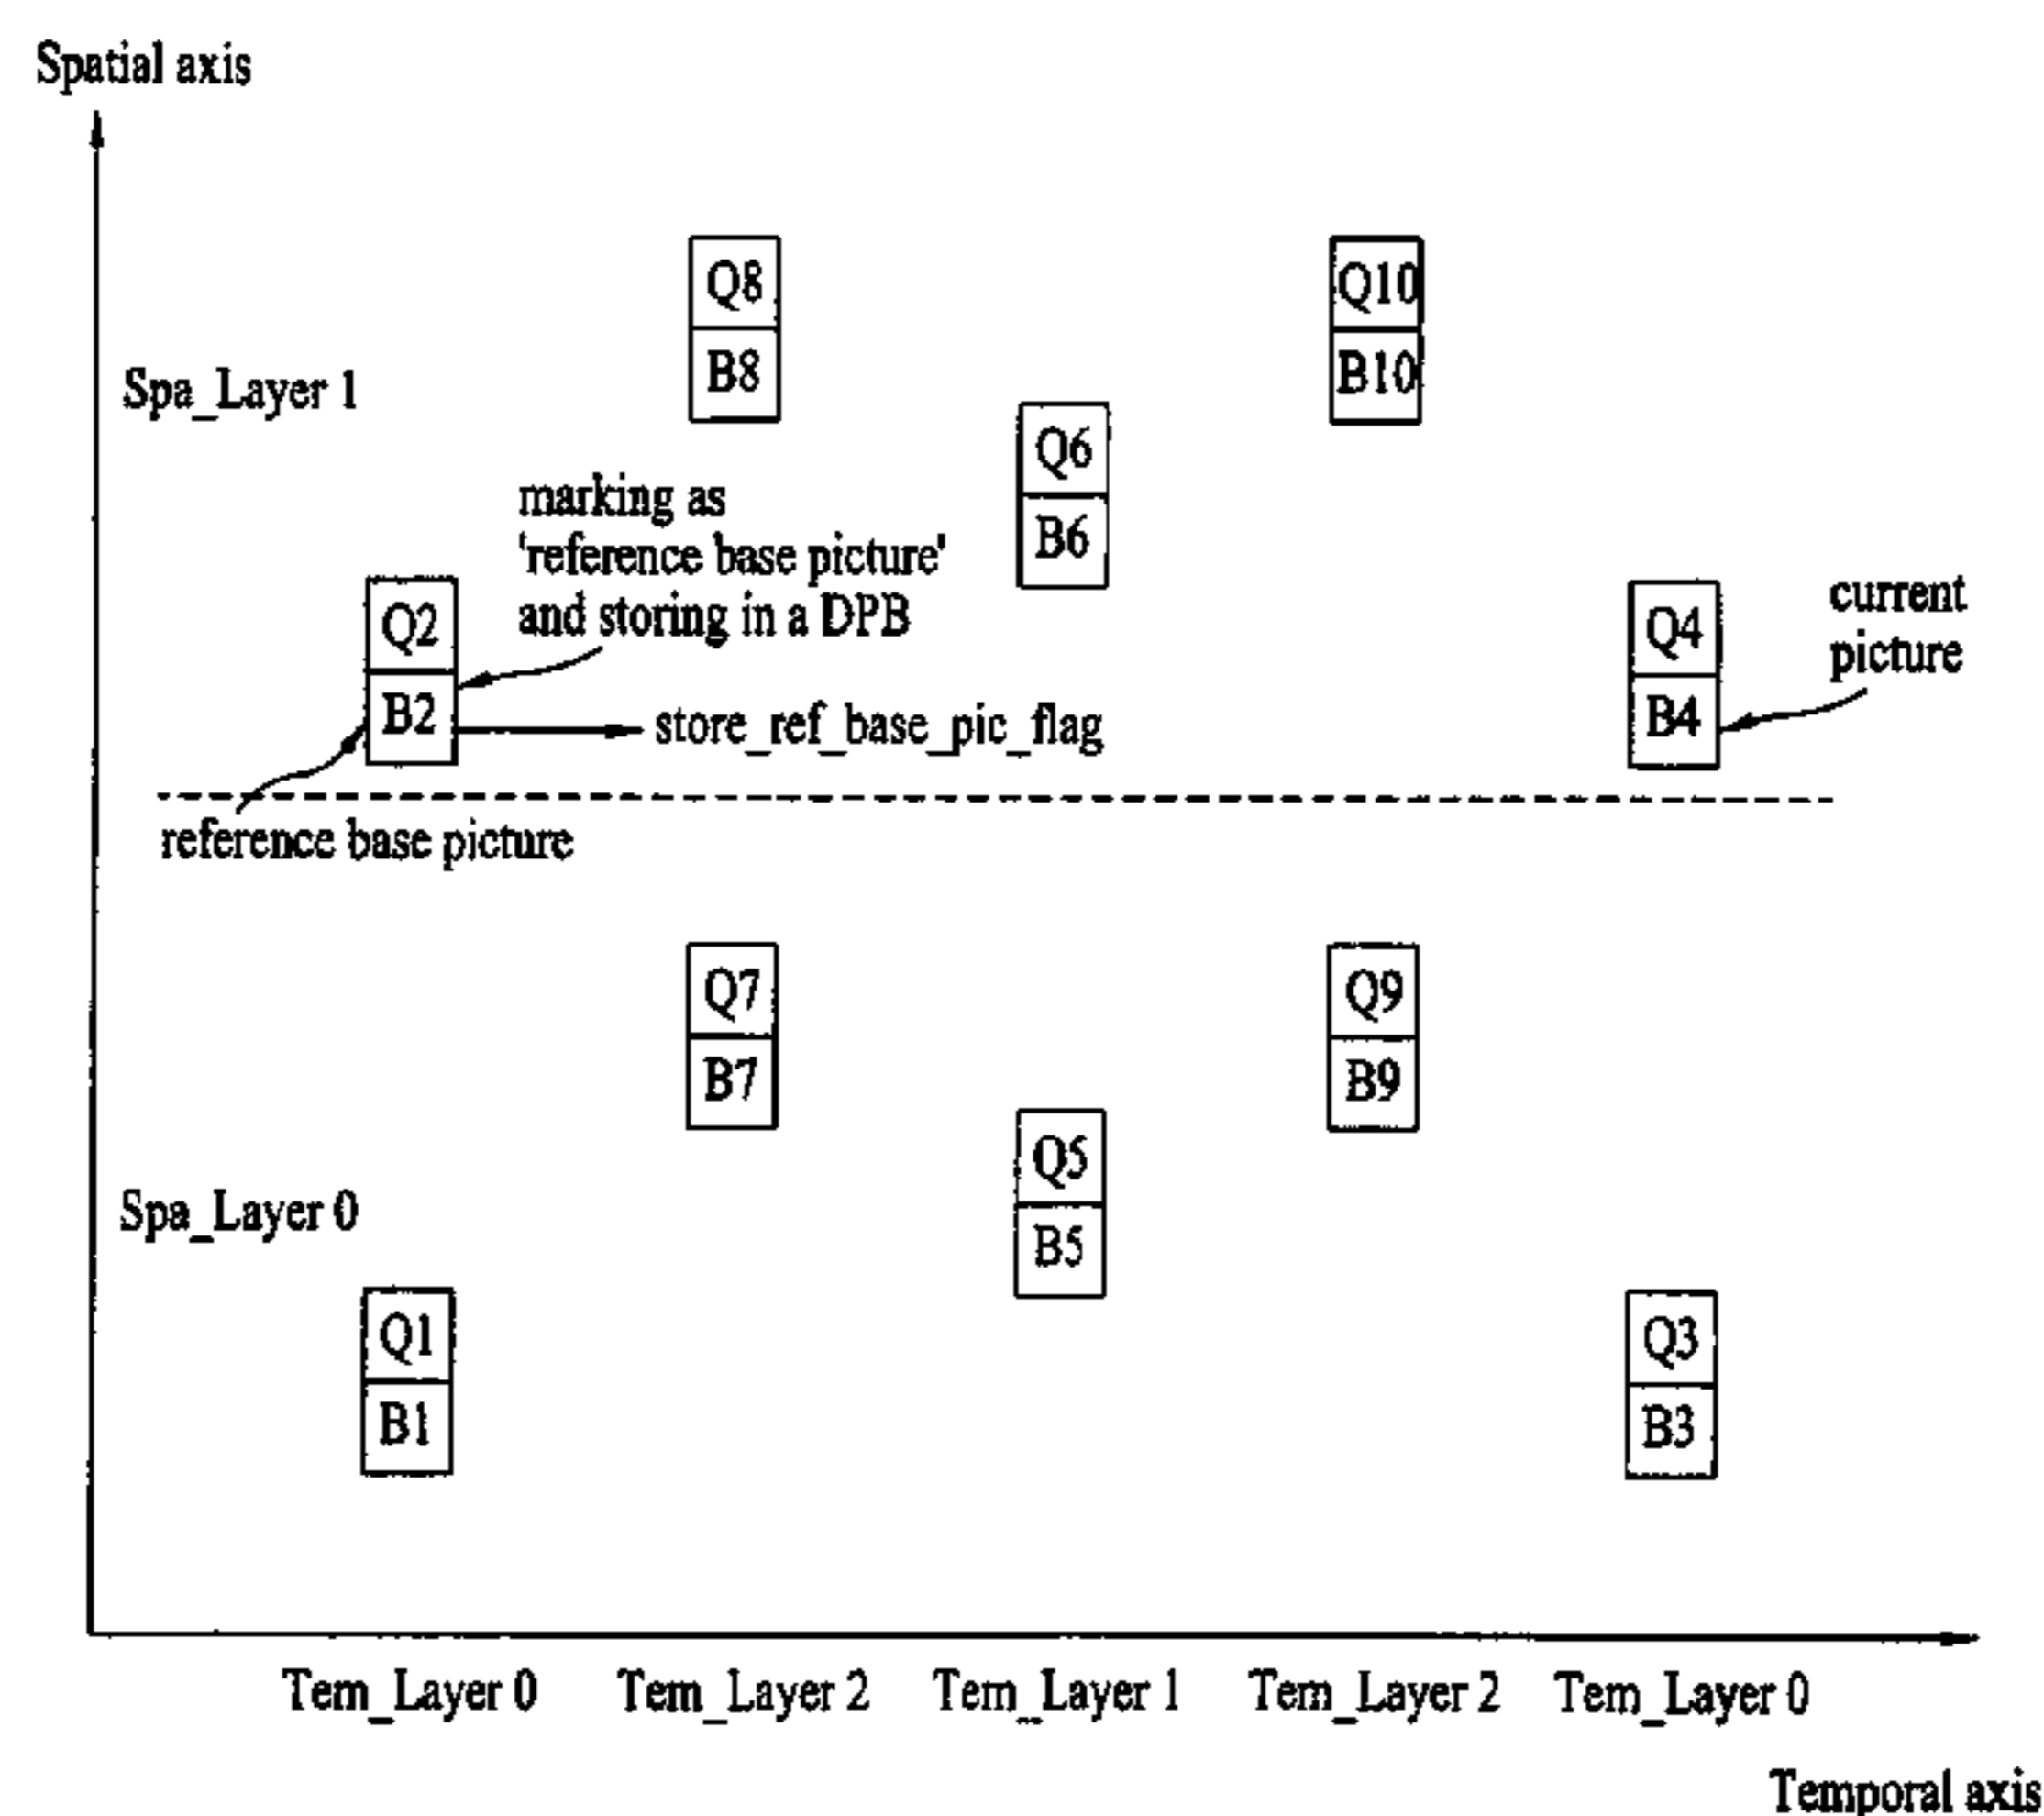 Spatial axis
Q8
Q10
B8
B10
Spa_Layer 1
Q6
marking as
'reference base picture'
and storing in a DPB
B6
Q2
Q4
current
picture
B2
store_ref_base_pic_flag
B4
reference base picture
Q7
Q9
B7
B9
Q5
Spa_Layer 0
B5
Q1
Q3
B1
B3
Tem_Layer 0
Tem_Layer 2
Tem_Layer 1
Tem_Layer 2
Tem_Layer 0
Temporal axis